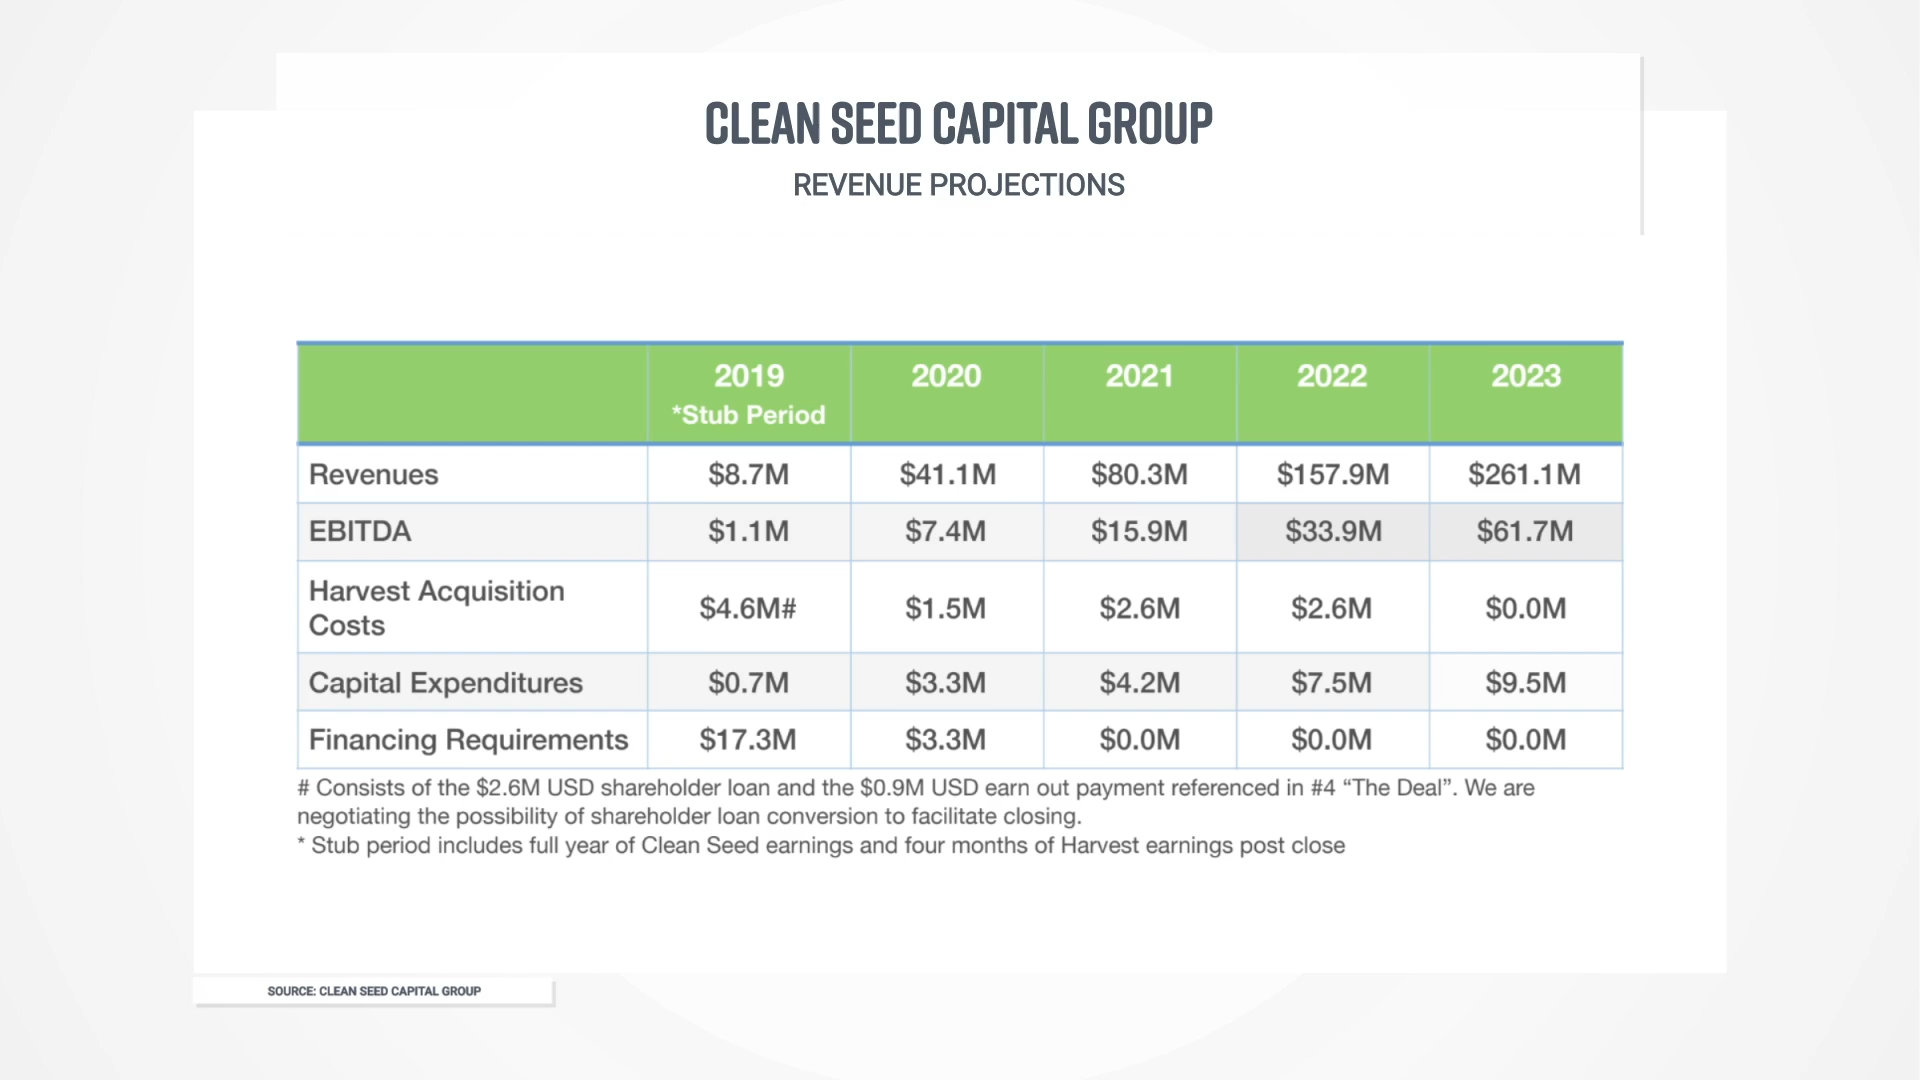 CLEAN SEED CAPITAL GROUP
REVENUE PROJECTIONS
2019 2020 2021 2022 2023
*Stub Period
Revenues $8.7M $41.1M $80.3M $157.9M $261.1M
EBITDA $1.1M $7.4M $15.9M $33.9M $61.7M
Harvest Acquisition
Costs $4.6M# $1.5M $2.6M $2.6M $0.0M
Capital Expenditures $0.7M $3.3M $4.2M $7.5M $9.5M
Financing Requirements $17.3M $3.3M $0.0M $0.0M $0.0M
# Consists of the $2.6M USD shareholder loan and the $0.9M USD earn out payment referenced in #4 “The Deal”. We are
negotiating the possibility of shareholder loan conversion to facilitate closing.
* Stub period includes full year of Clean Seed earnings and four months of Harvest earnings post close
SOURCE: CLEAN SEED CAPITAL GROUP